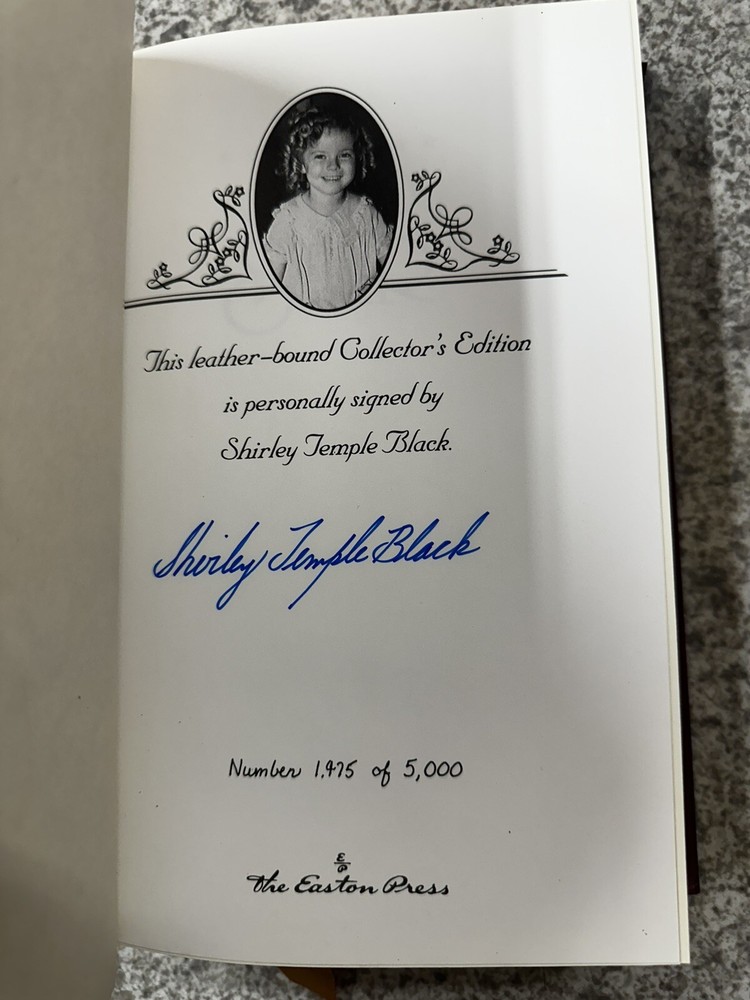 This leather-bound Collector's Edition
is personally signed by
Shirley Temple Black.
Shirley Temple Black
Number 1,475 of 5,000
E
P
The Easton Press